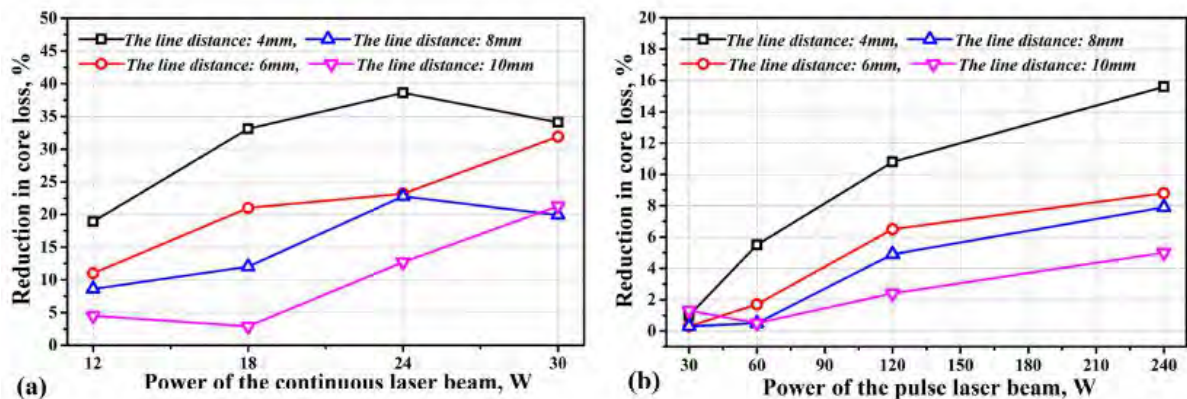 50
45
40
35
30
25
20
15
10
5
0
Reduction in core loss, %
The line distance: 4mm, The line distance: 8mm
The line distance: 6mm, The line distance: 10mm
12 18 24 30
(a) Power of the continuous laser beam, W
20
18
16
14
12
10
8
6
4
2
0
Reduction in core loss, %
The line distance: 4mm, The line distance: 8mm
The line distance: 6mm, The line distance: 10mm
30 60 90 120 150 180 210 240
(b) Power of the pulse laser beam, W